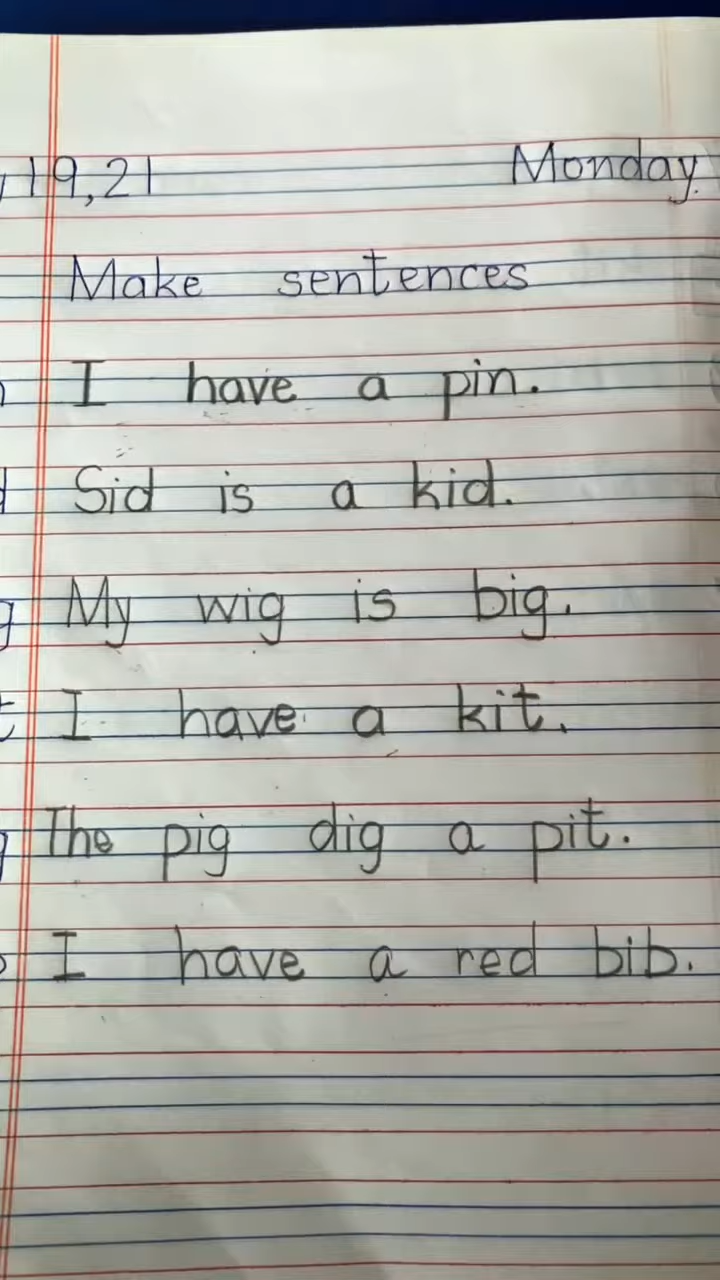 19,21 Monday
Make sentences
I have a pin.
Sid is a kid.
My wig is big.
I have a kit.
The pig dig a pit.
I have a red bib.